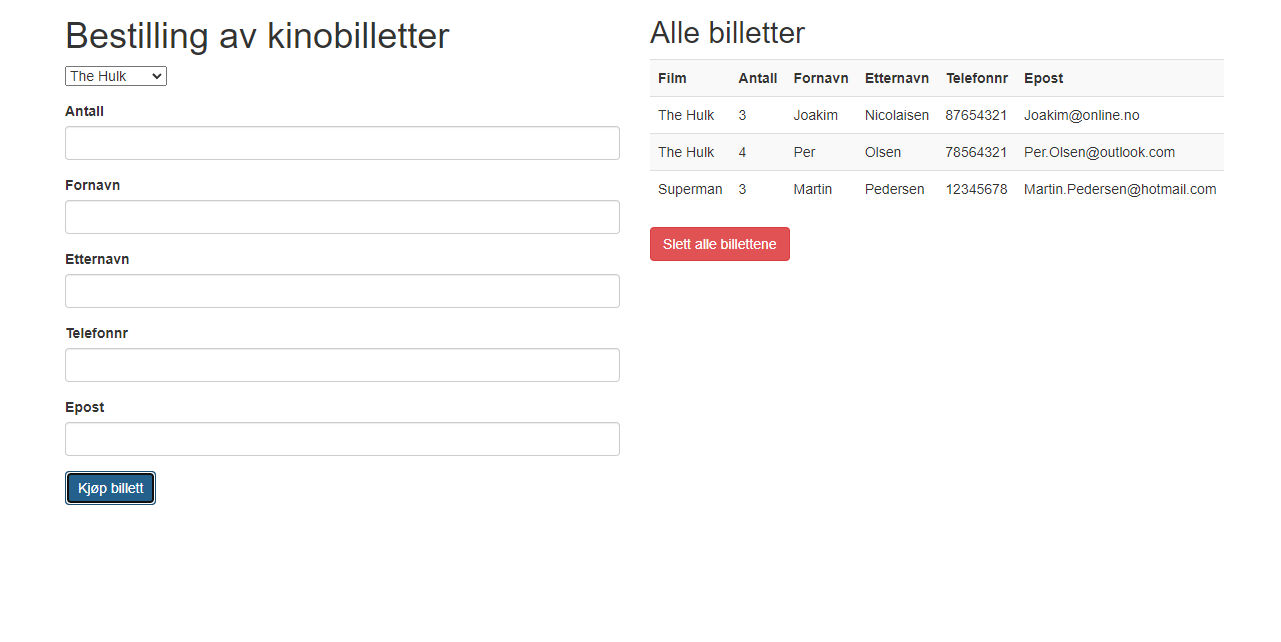 Bestilling av kinobilletter
The Hulk
Antall
Fornavn
Etternavn
Telefonnr
Epost
Kjøp billett
Alle billetter
Film Antall Fornavn Etternavn Telefonnr Epost
The Hulk 3 Joakim Nicolaisen 87654321 Joakim@online.no
The Hulk 4 Per Olsen 78564321 Per.Olsen@outlook.com
Superman 3 Martin Pedersen 12345678 Martin.Pedersen@hotmail.com
Slett alle billettene